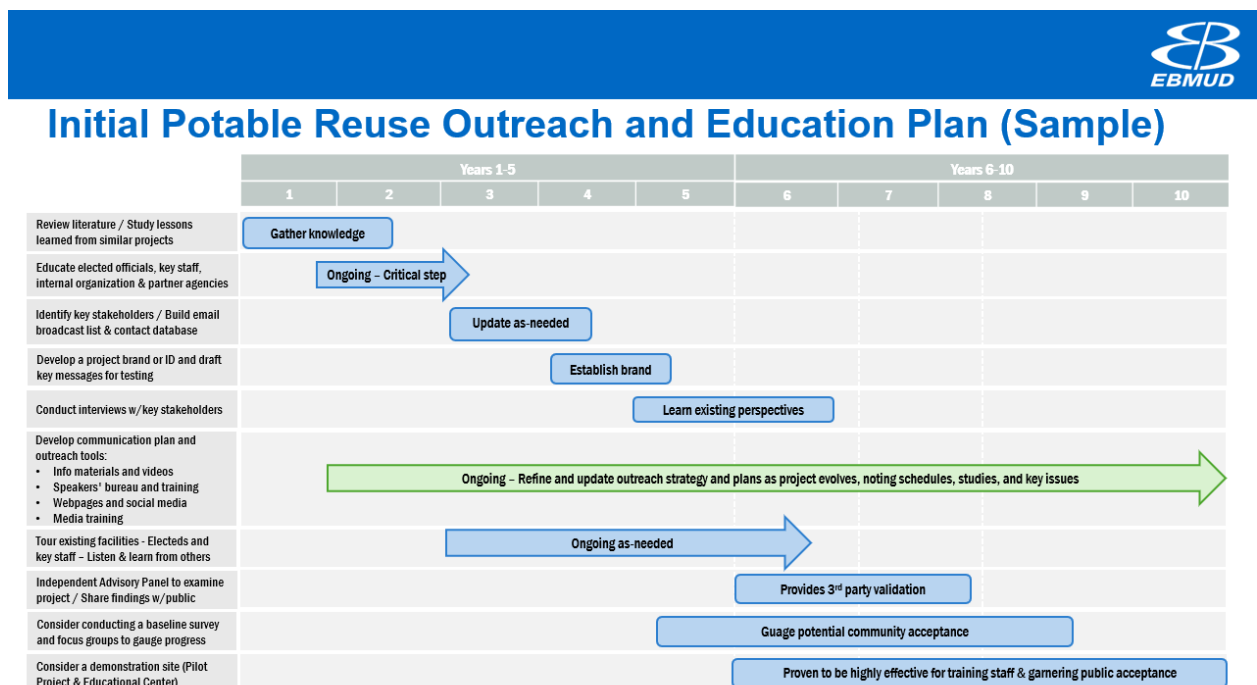 EBMUD
Initial Potable Reuse Outreach and Education Plan (Sample)
Years 1-5
Years 6-10
1
2
3
4
5
6
7
8
9
10
Review literature / Study lessons
learned from similar projects
Gather knowledge
Educate elected officials, key staff,
internal organization & partner agencies
Ongoing – Critical step
Identify key stakeholders / Build email
broadcast list & contact database
Update as-needed
Develop a project brand or ID and draft
key messages for testing
Establish brand
Conduct interviews w/key stakeholders
Learn existing perspectives
Develop communication plan and
outreach tools:
• Info materials and videos
• Speakers' bureau and training
• Webpages and social media
• Media training
Ongoing – Refine and update outreach strategy and plans as project evolves, noting schedules, studies, and key issues
Tour existing facilities - Electeds and
key staff – Listen & learn from others
Ongoing as-needed
Independent Advisory Panel to examine
project / Share findings w/public
Provides 3rd party validation
Consider conducting a baseline survey
and focus groups to gauge progress
Guage potential community acceptance
Consider a demonstration site (Pilot
Project & Educational Center)
Proven to be highly effective for training staff & garnering public acceptance